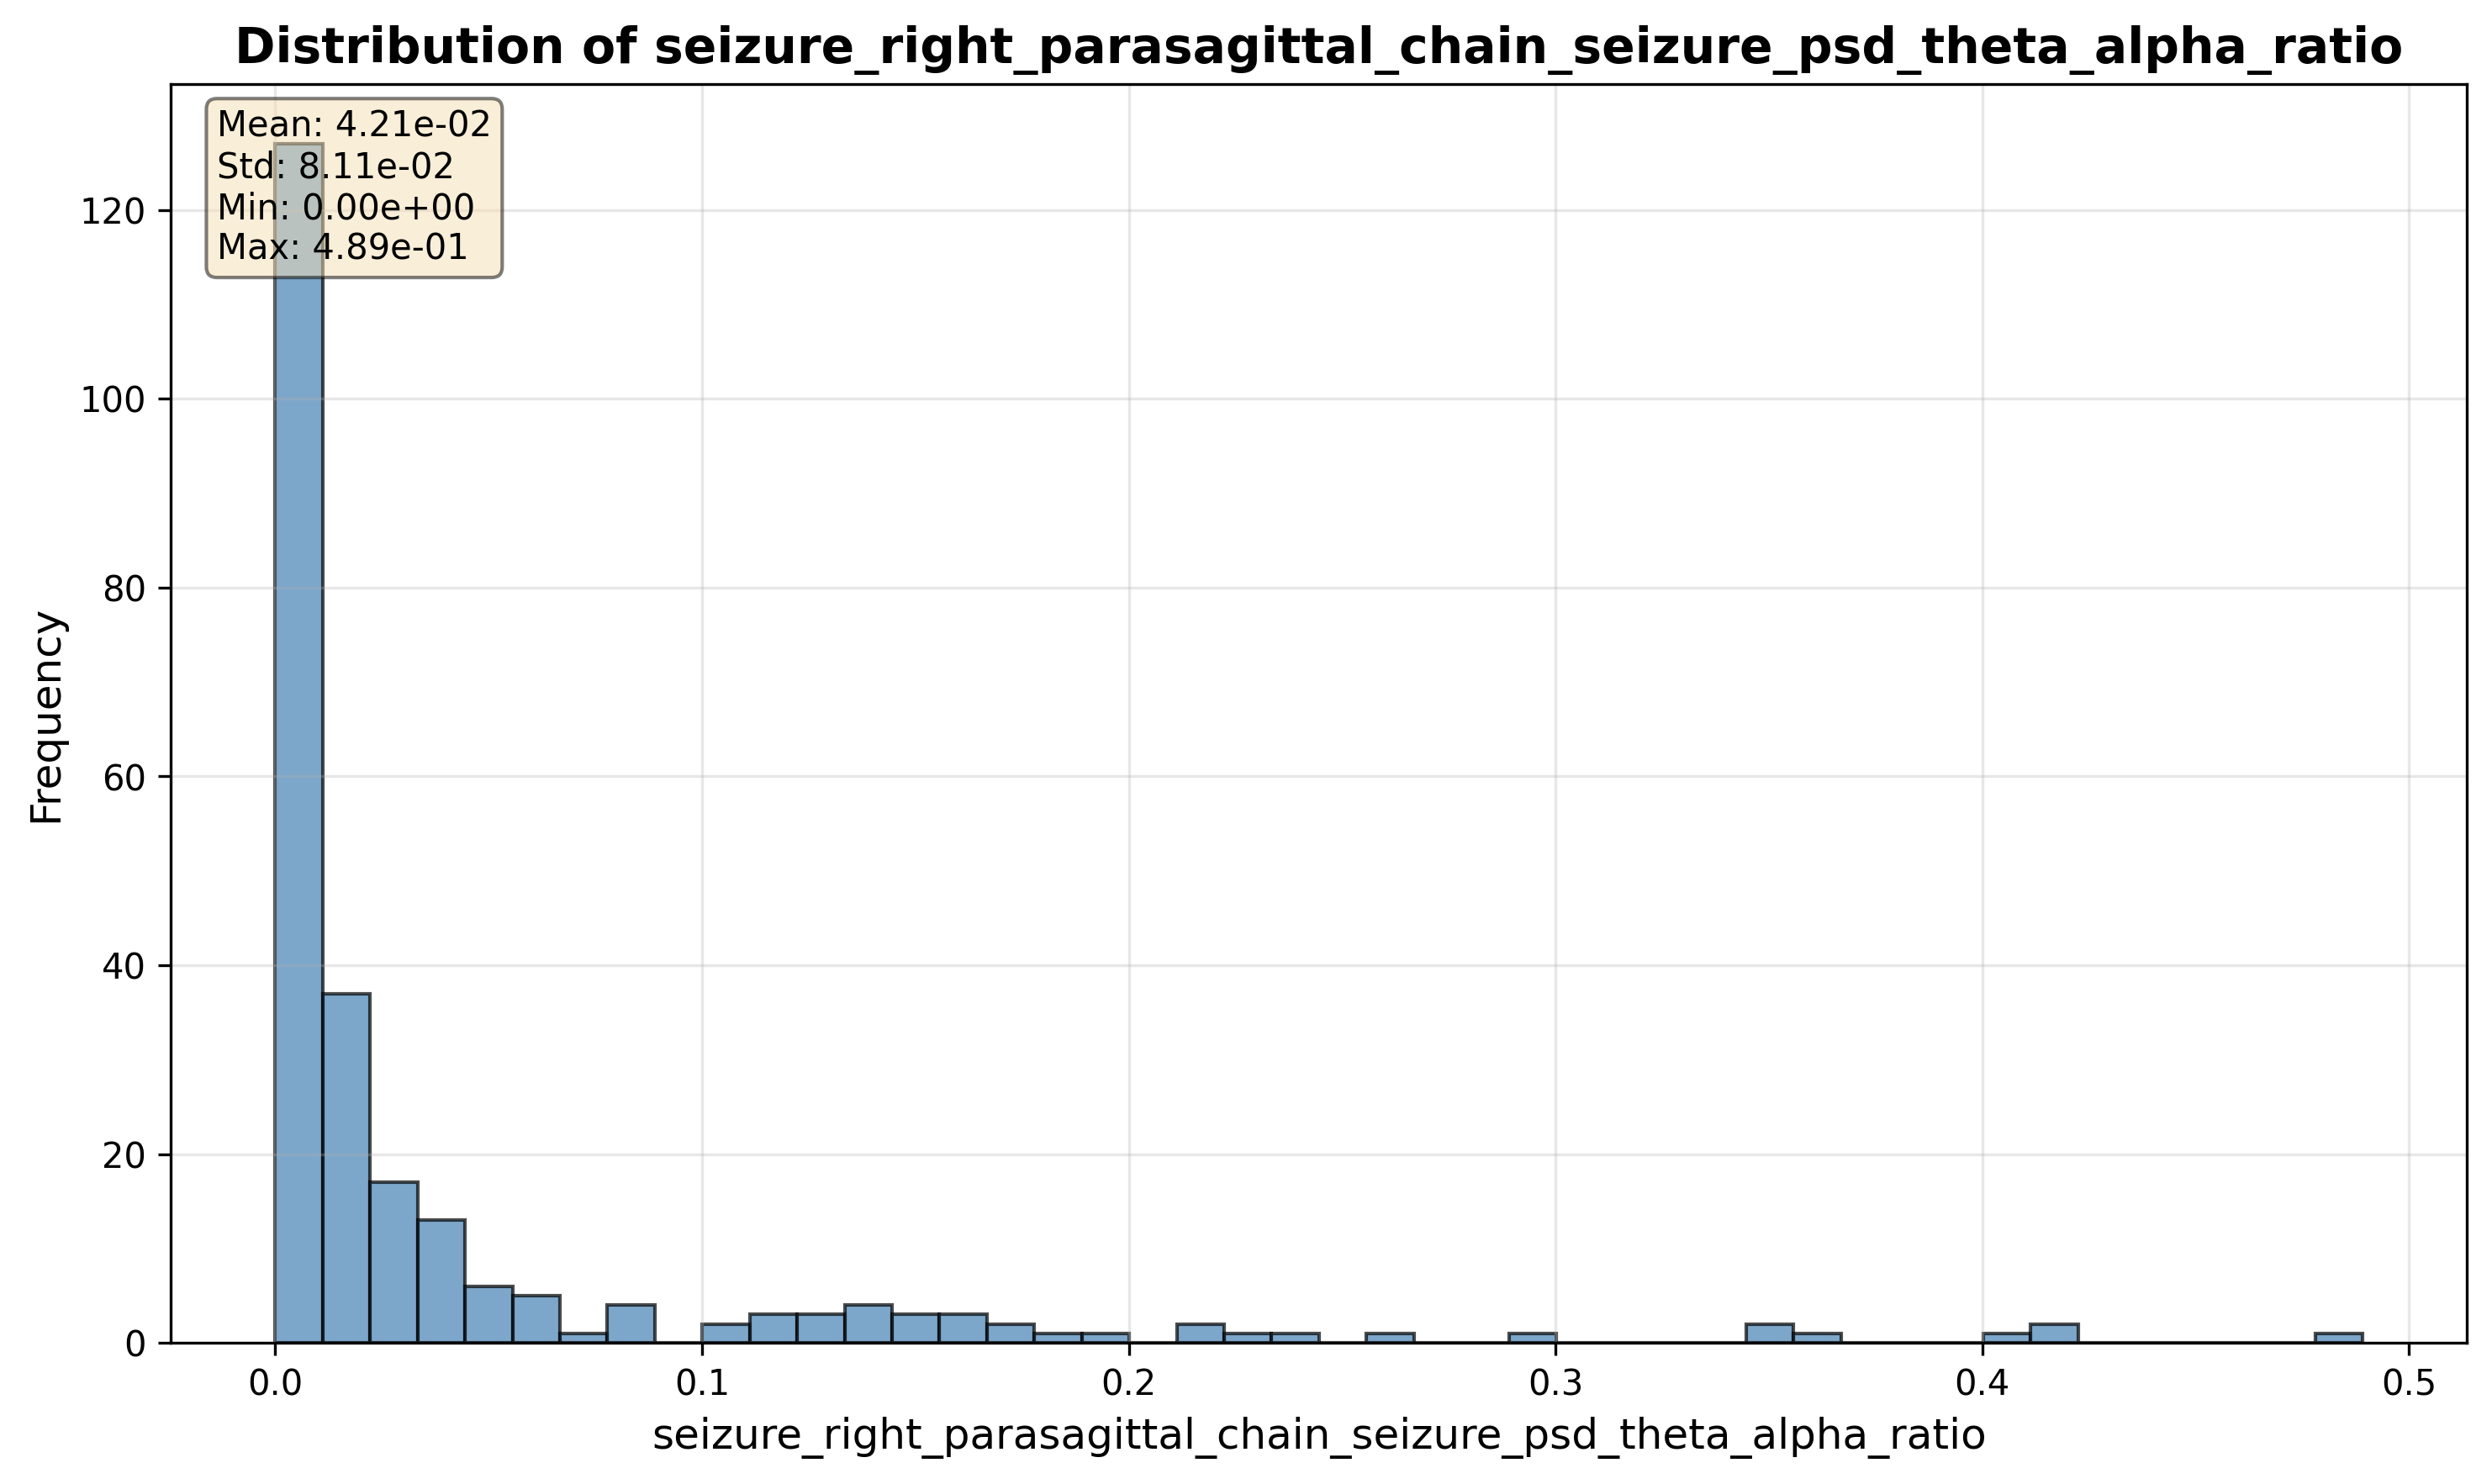 Distribution of seizure_right_parasagittal_chain_seizure_psd_theta_alpha_ratio
Mean: 4.21e-02
Std: 8.11e-02
Min: 0.00e+00
Max: 4.89e-01
120
100
80
60
40
20
0
Frequency
0.0 0.1 0.2 0.3 0.4 0.5
seizure_right_parasagittal_chain_seizure_psd_theta_alpha_ratio